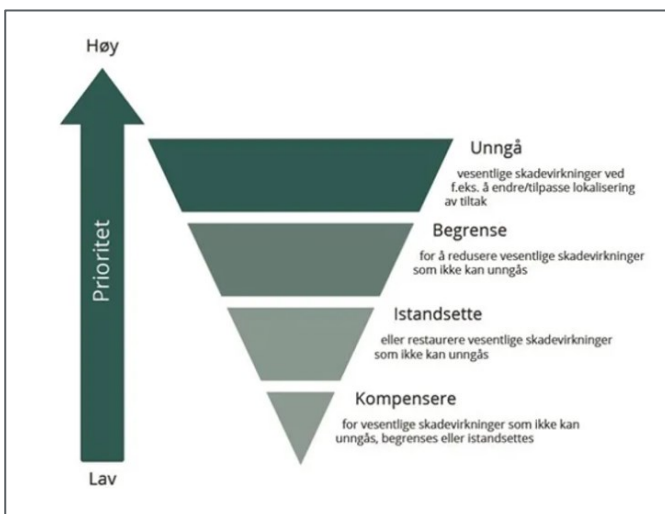 Høy
Prioritet
Unngå
vesentlige skadevirkninger ved
f.eks. å endre/tilpasse lokalisering
av tiltak
Begrense
for å redusere vesentlige skadevirkninger
som ikke kan unngås
Istandsette
eller restaurere vesentlige skadevirkninger
som ikke kan unngås
Kompensere
for vesentlige skadevirkninger som ikke kan
unngås, begrenses eller istandsettes
Lav